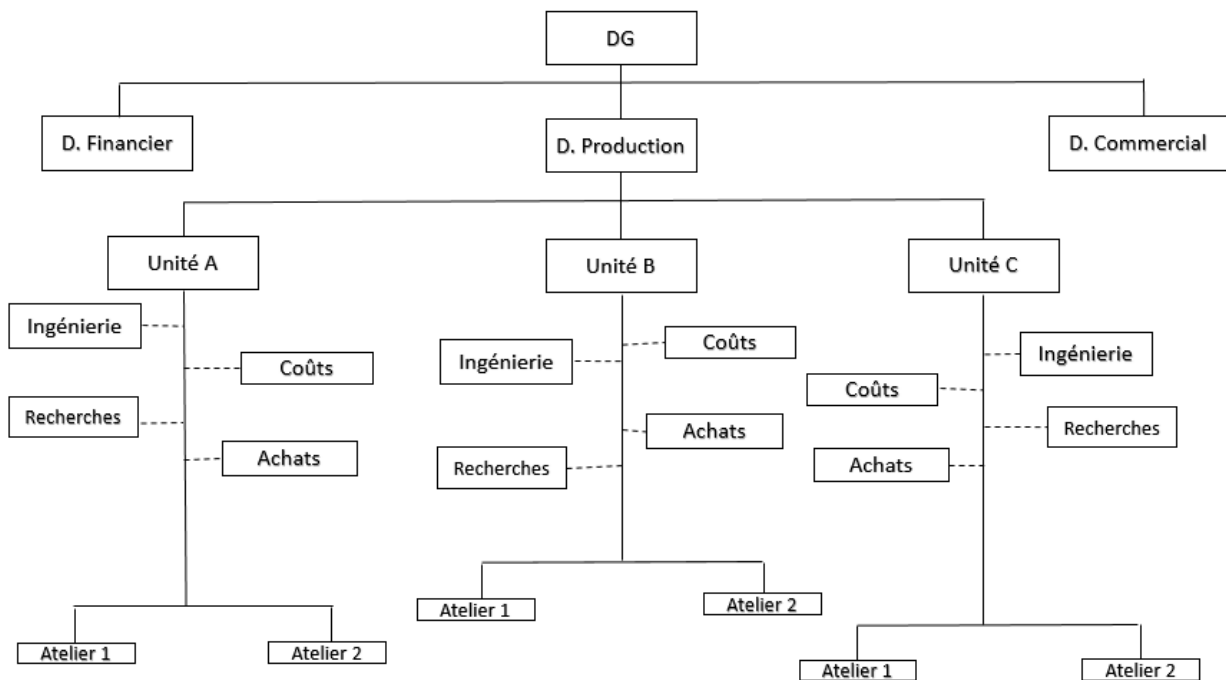 DG
D. Financier
D. Production
D. Commercial
Unité A
Unité B
Unité C
Ingénierie
Coûts
Recherches
Achats
Coûts
Ingénierie
Achats
Recherches
Ingénierie
Coûts
Recherches
Achats
Atelier 1
Atelier 2
Atelier 1
Atelier 2
Atelier 1
Atelier 2